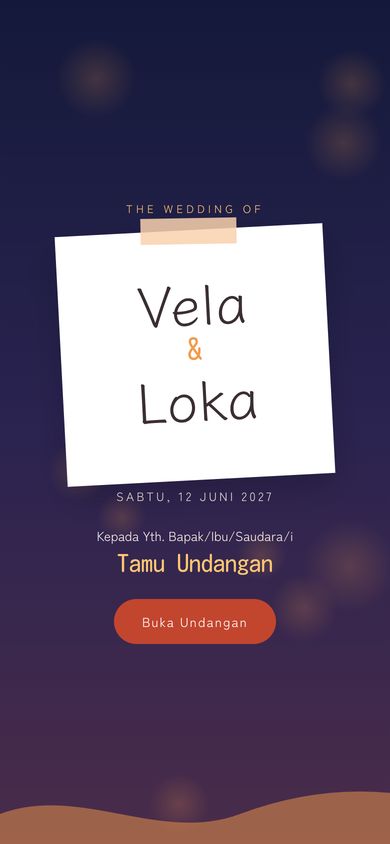 THE WEDDING OF
Vela
&
Loka
SABTU, 12 JUNI 2027
Kepada Yth. Bapak/Ibu/Saudara/i
Tamu Undangan
Buka Undangan